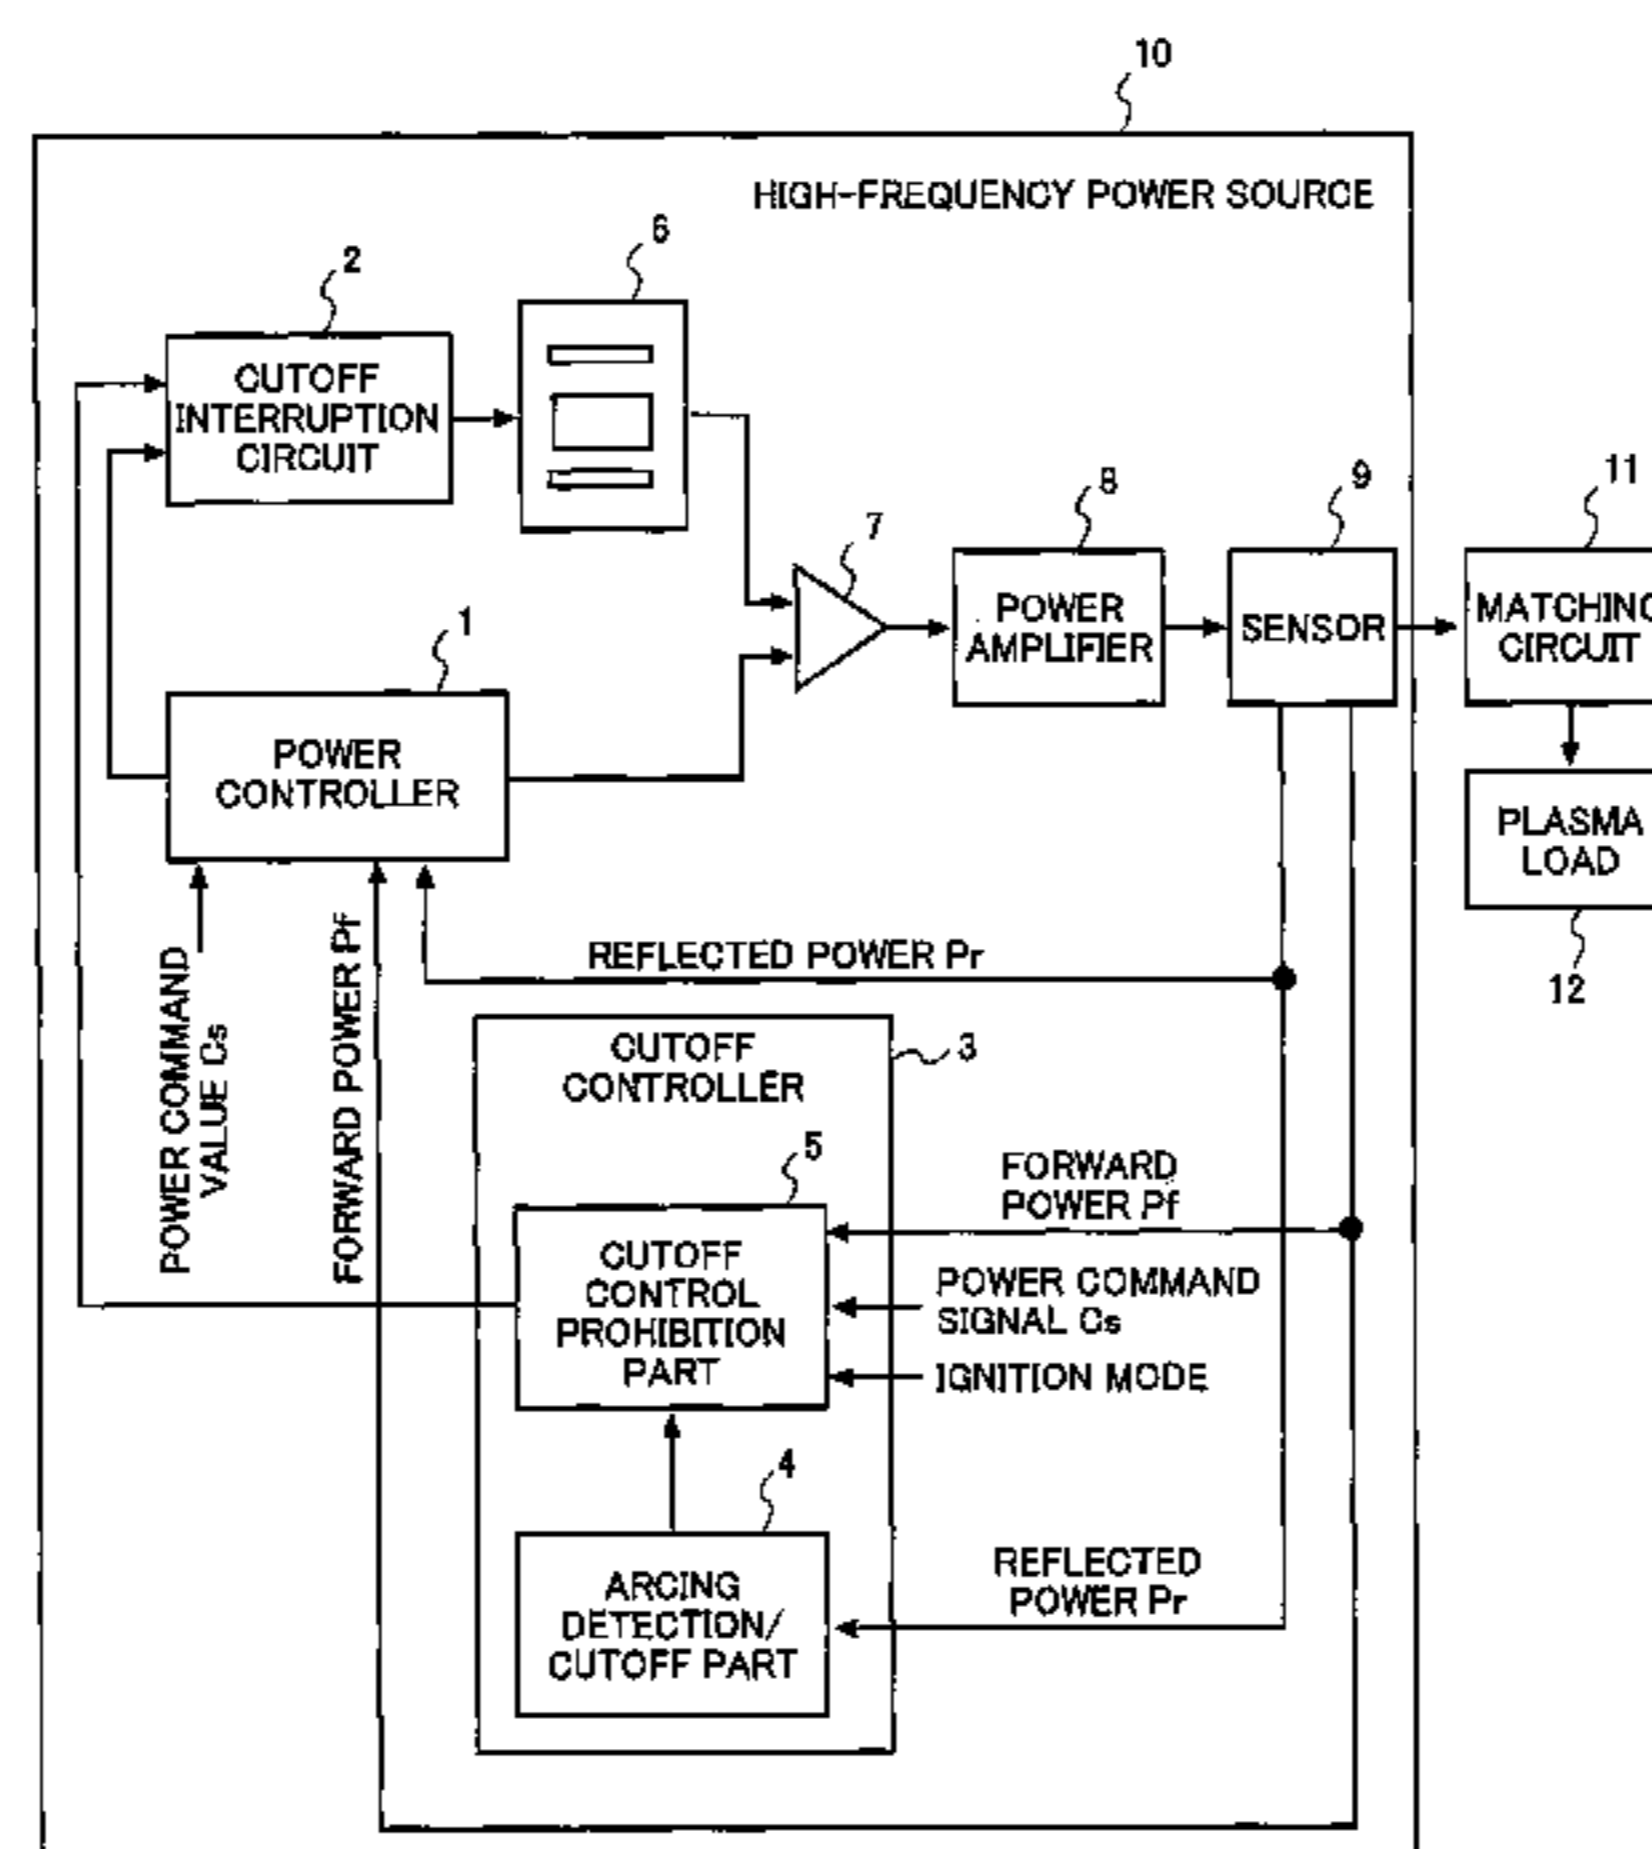 10
HIGH-FREQUENCY POWER SOURCE
2
6
CUTOFF
INTERRUPTION
CIRCUIT
7
8
9
11
POWER
AMPLIFIER
SENSOR
MATCHING
CIRCUIT
1
POWER
CONTROLLER
PLASMA
LOAD
12
POWER COMMAND
VALUE Cs
FORWARD POWER Pf
REFLECTED POWER Pr
CUTOFF
CONTROLLER
3
5
FORWARD
POWER Pf
CUTOFF
CONTROL
PROHIBITION
PART
POWER COMMAND
SIGNAL Cs
IGNITION MODE
4
ARCING
DETECTION/
CUTOFF PART
REFLECTED
POWER Pr